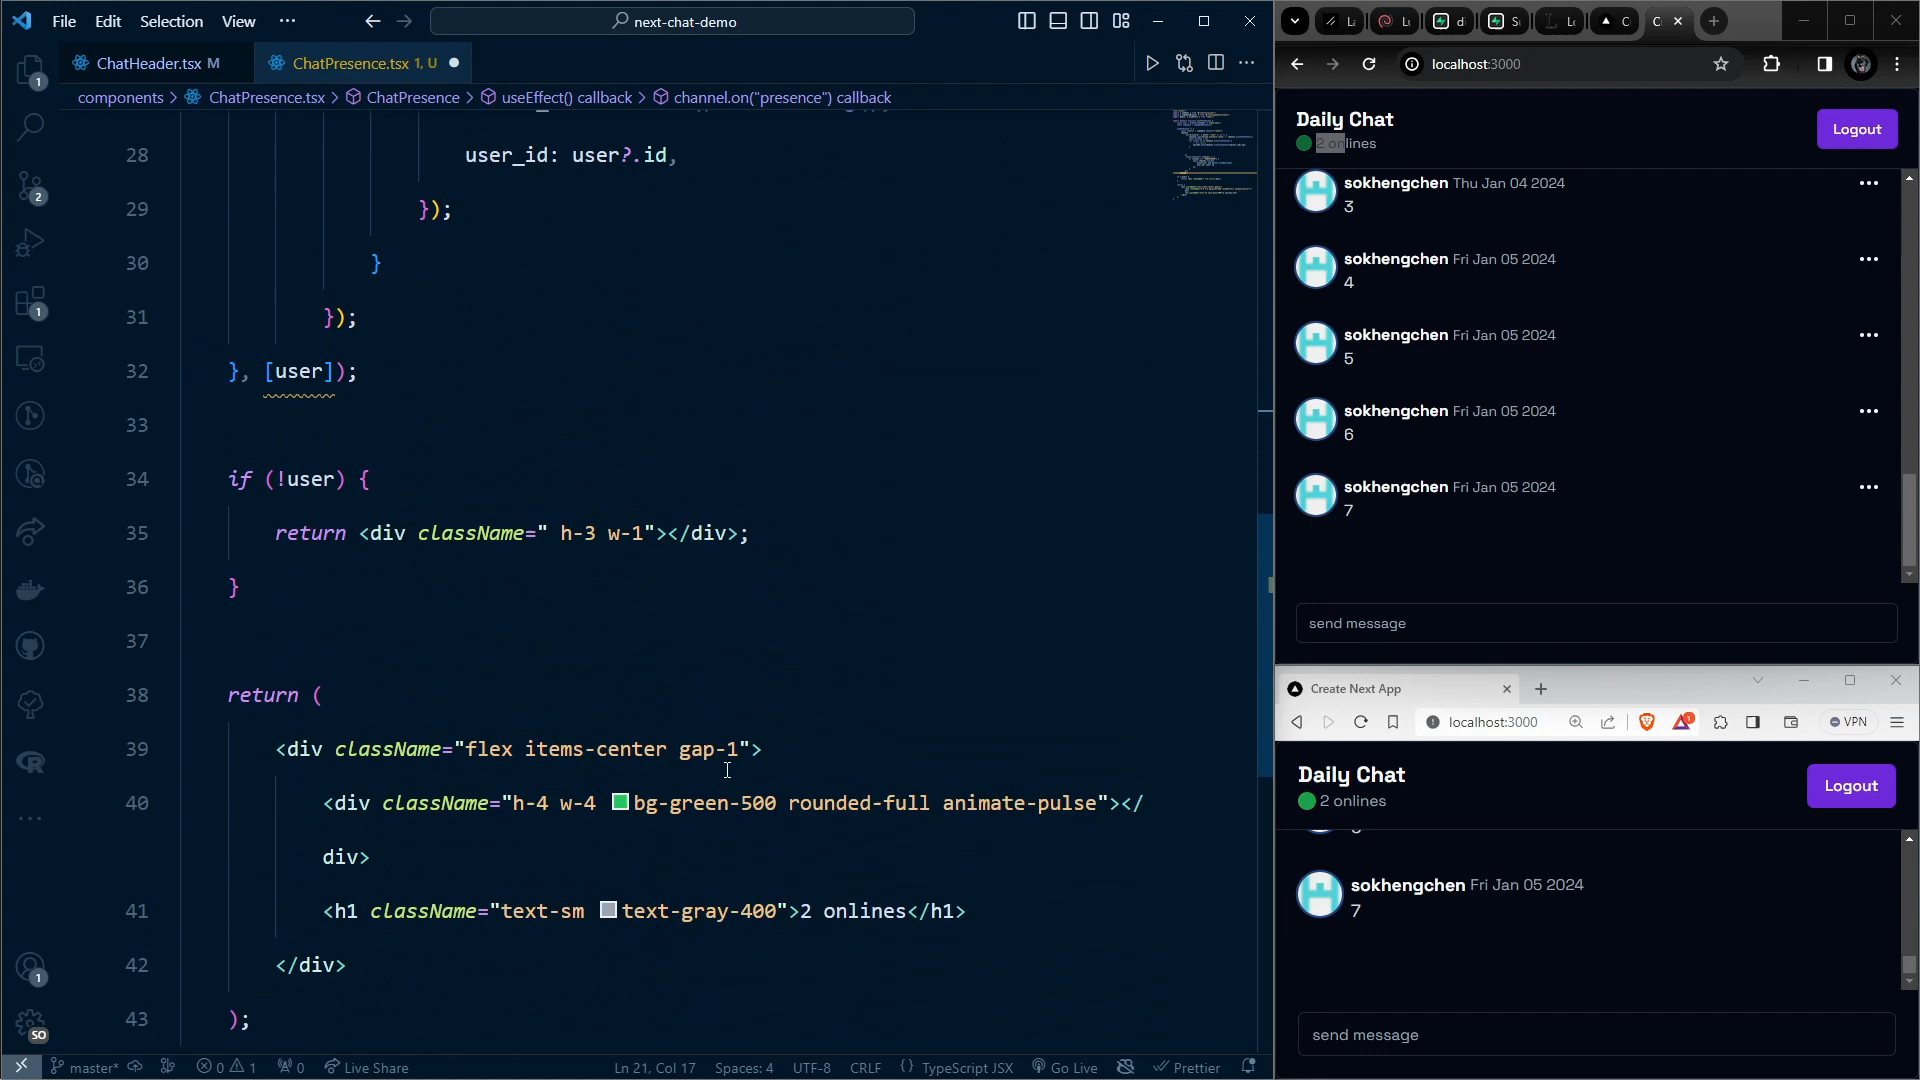 File Edit Selection View ···
next-chat-demo
ChatHeader.tsx M
ChatPresence.tsx 1, U
components > ChatPresence.tsx > ChatPresence > useEffect() callback > channel.on("presence") callback
28 user_id: user?.id,
29 });
30 }
31 });
32 }, [user]);
33
34 if (!user) {
35 return <div className=" h-3 w-1"></div>;
36 }
37
38 return (
39 <div className="flex items-center gap-1">
40 <div className="h-4 w-4 bg-green-500 rounded-full animate-pulse"></
div>
41 <h1 className="text-sm text-gray-400">2 onlines</h1>
42 </div>
43 );
1
2
1
1
SO
master*
0 1
0
Live Share
Ln 21, Col 17
Spaces: 4
UTF-8
CRLF
{} TypeScript JSX
Go Live
Prettier
localhost:3000
Daily Chat
2 onlines
Logout
sokhengchen Thu Jan 04 2024
3
sokhengchen Fri Jan 05 2024
4
sokhengchen Fri Jan 05 2024
5
sokhengchen Fri Jan 05 2024
6
sokhengchen Fri Jan 05 2024
7
send message
Create Next App
localhost:3000
1
VPN
Daily Chat
2 onlines
Logout
sokhengchen Fri Jan 05 2024
7
send message